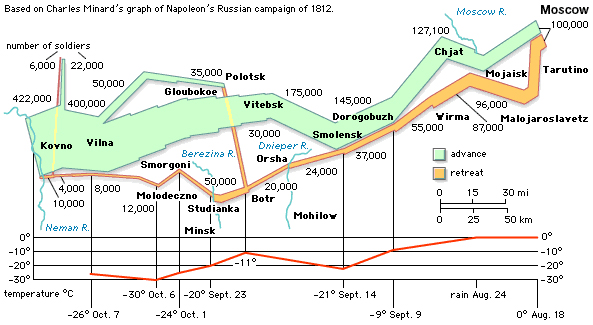 Based on Charles Minard's graph of Napoleon's Russian campaign of 1812.
Moscow R.
Moscow
100,000
127,100
number of soldiers
6,000
22,000
Chjat
35,000
Polotsk
Mojaisk
Tarutino
50,000
Gloubokoe
175,000
145,000
422,000
400,000
Vitebsk
Dorogobuzh
96,000
Wirma
Malojaroslavetz
30,000
Smolensk
55,000
87,000
Kovno
Vilna
Dnieper R.
Berezina R.
Orsha
37,000
advance
Smorgoni
24,000
retreat
4,000
8,000
50,000
20,000
10,000
Molodeczno
Botr
0 15 30 mi
12,000
Studianka
Mohilow
0 25 50 km
Neman R.
Minsk
0° 0°
-10° -11° -10°
-20° -20°
-30° -30°
temperature °C
-30° Oct. 6
-20° Sept. 23
-21° Sept. 14
rain Aug. 24
-26° Oct. 7
-24° Oct. 1
-9° Sept. 9
0° Aug. 18